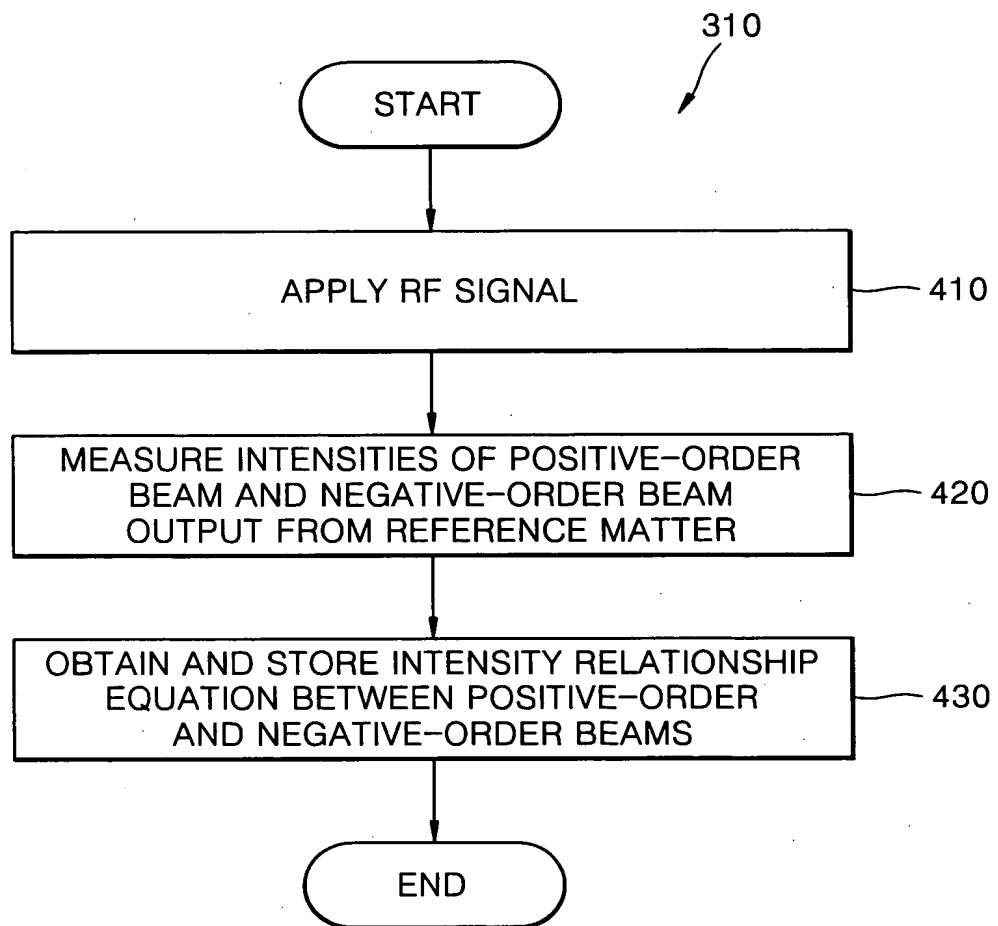 310
START
APPLY RF SIGNAL
410
MEASURE INTENSITIES OF POSITIVE-ORDER
BEAM AND NEGATIVE-ORDER BEAM
OUTPUT FROM REFERENCE MATTER
420
OBTAIN AND STORE INTENSITY RELATIONSHIP
EQUATION BETWEEN POSITIVE-ORDER
AND NEGATIVE-ORDER BEAMS
430
END